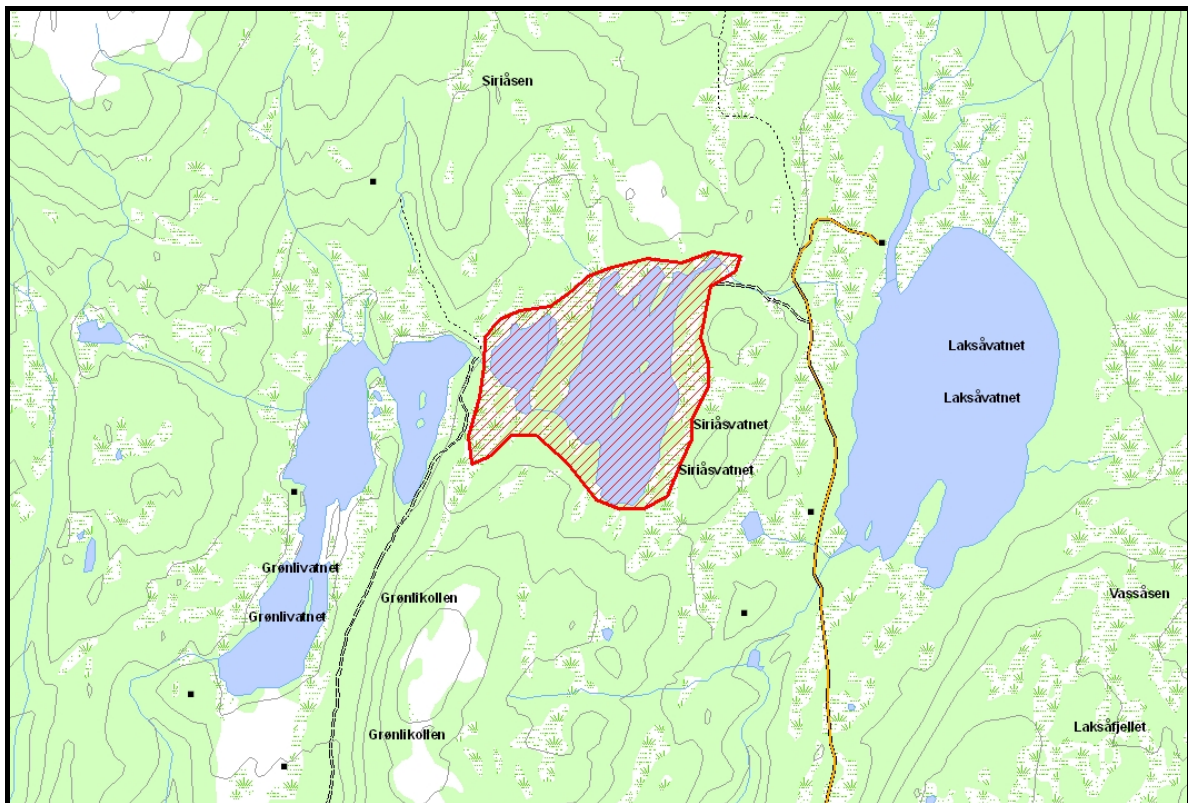 Siriåsen
Laksåvatnet
Laksåvatnet
Siriåsvatnet
Siriåsvatnet
Grønlivatnet
Grønlikollen
Vassåsen
Grønlivatnet
Laksåfjellet
Grønlikollen